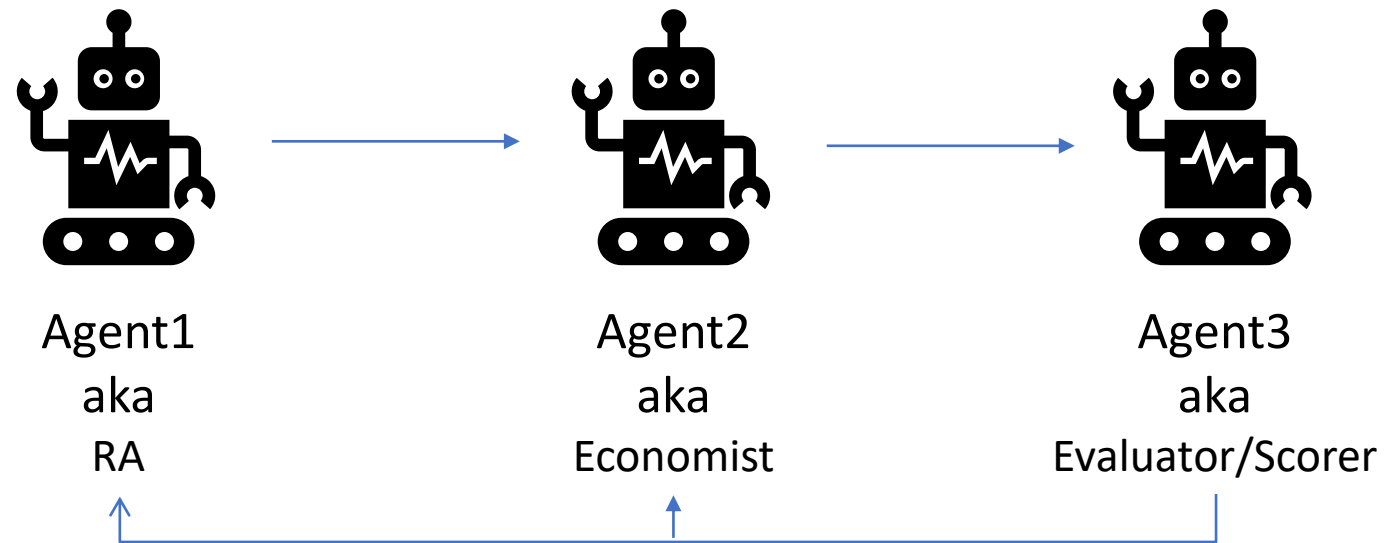 Agent1
aka
RA
Agent2
aka
Economist
Agent3
aka
Evaluator/Scorer